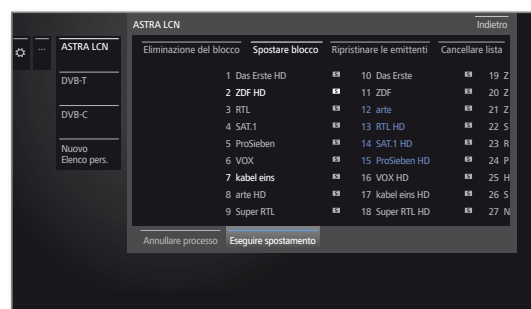 ASTRA LCN Indietro
... ASTRA LCN
Eliminazione del blocco Spostare blocco Ripristinare le emittenti Cancellare lista
DVB-T
DVB-C
Nuovo
Elenco pers.
1 Das Erste HD S 10 Das Erste S 19 Z
2 ZDF HD S 11 ZDF S 20 Z
3 RTL S 12 arte S 21 Z
4 SAT.1 S 13 RTL HD S 22 S
5 ProSieben S 14 SAT.1 HD S 23 R
6 VOX S 15 ProSieben HD S 24 P
7 kabel eins S 16 VOX HD S 25 H
8 arte HD S 17 kabel eins HD S 26 S
9 Super RTL S 18 Super RTL HD S 27 N
Annullare processo Eseguire spostamento